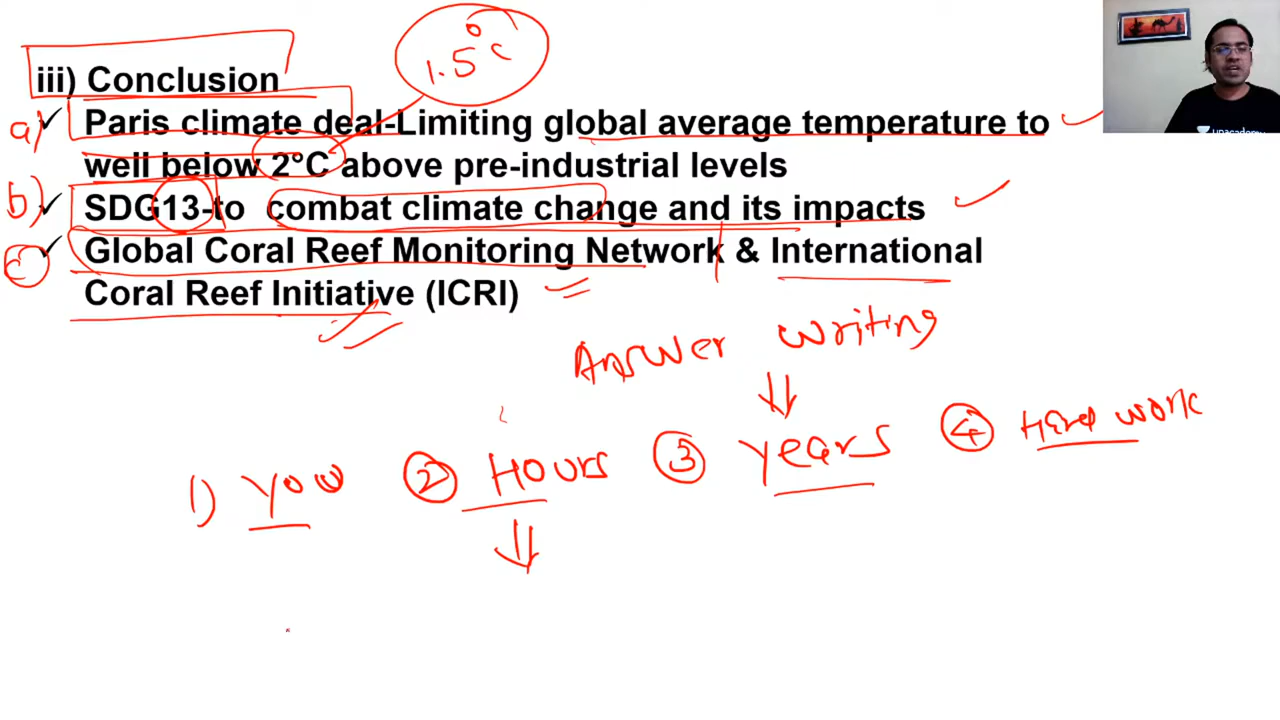 1.5°C
iii) Conclusion
a) ✓ Paris climate deal-Limiting global average temperature to
well below 2°C above pre-industrial levels
b) ✓ SDG13-to combat climate change and its impacts
c) ✓ Global Coral Reef Monitoring Network & International
Coral Reef Initiative (ICRI)
Answer writing
1) You ② Hours ③ Years ④ Hard work
unacademy